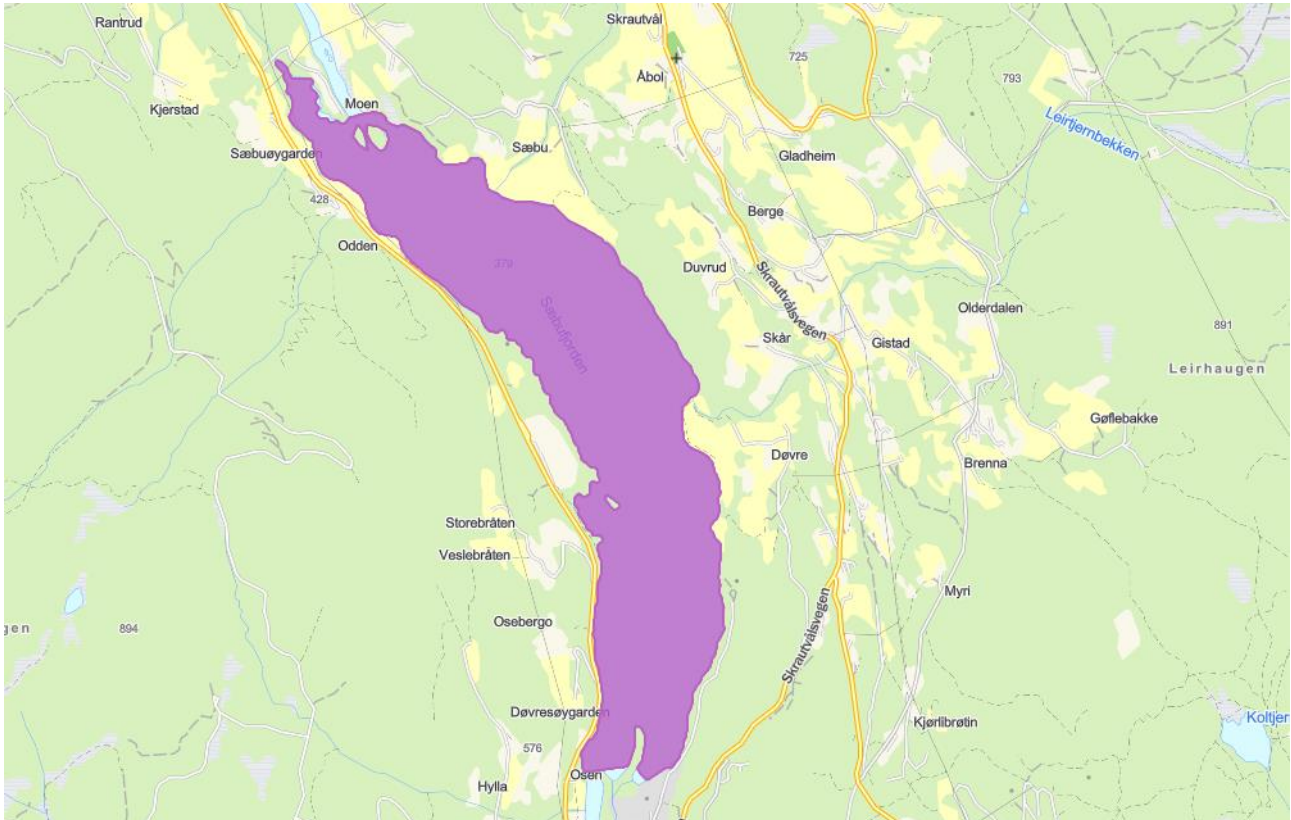 Rantrud
Skrautvål
725
Åbol
793
Moen
Kjerstad
Leirtjernbekken
Sæbu
Sæbuøygarden
Gladheim
428
Berge
Odden
379
Duvrud
Skrautvålsvegen
Sæbufjorden
Olderdalen
891
Skår
Gistad
Leirhaugen
Gøflebakke
Døvre
Brenna
Storebråten
Veslebråten
Myri
Skrautvålsvegen
gen
894
Osebergo
Døvresøygarden
Kjørlibrøtin
Koltjer
576
Osen
Hylla